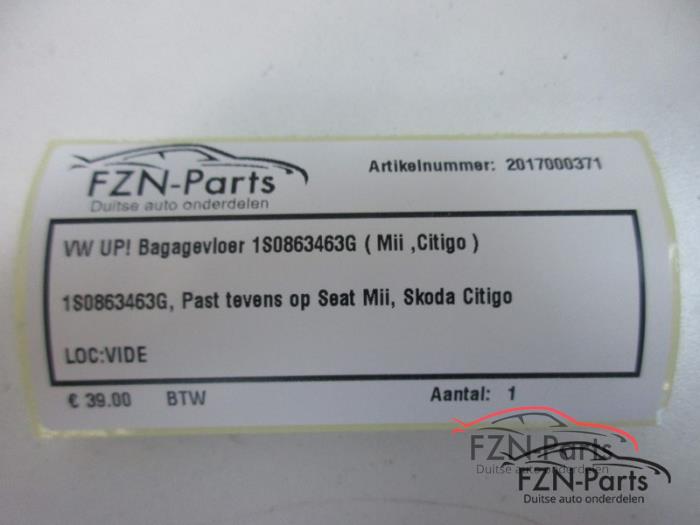 FZN-Parts
Duitse auto onderdelen
Artikelnummer: 2017000371
VW UP! Bagagevloer 1S0863463G ( Mii ,Citigo )
1S0863463G, Past tevens op Seat Mii, Skoda Citigo
LOC:VIDE
€ 39.00 BTW Aantal: 1
FZN-Parts
Duitse auto onderdelen
FZN-Parts
Duitse auto onderdelen